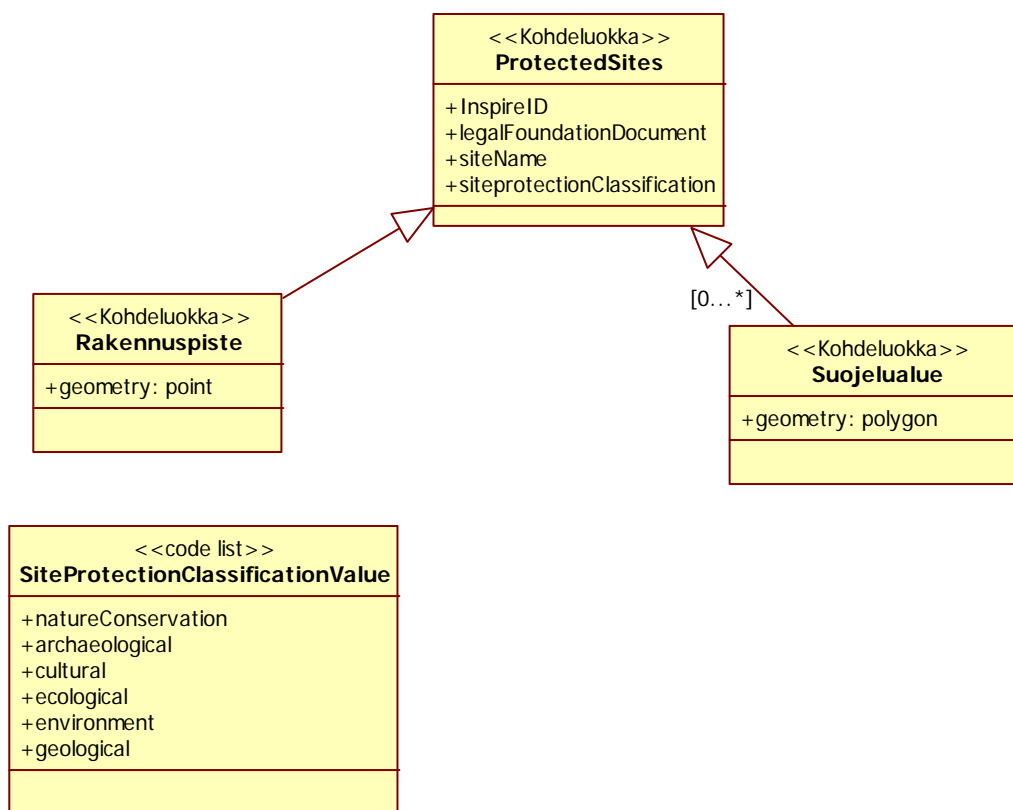 <<Kohdeluokka>>
ProtectedSites
+InspireID
+legalFoundationDocument
+siteName
+siteprotectionClassification
<<Kohdeluokka>>
Rakennuspiste
+geometry: point
[0...*]
<<Kohdeluokka>>
Suojelualue
+geometry: polygon
<<code list>>
SiteProtectionClassificationValue
+natureConservation
+archaeological
+cultural
+ecological
+environment
+geological